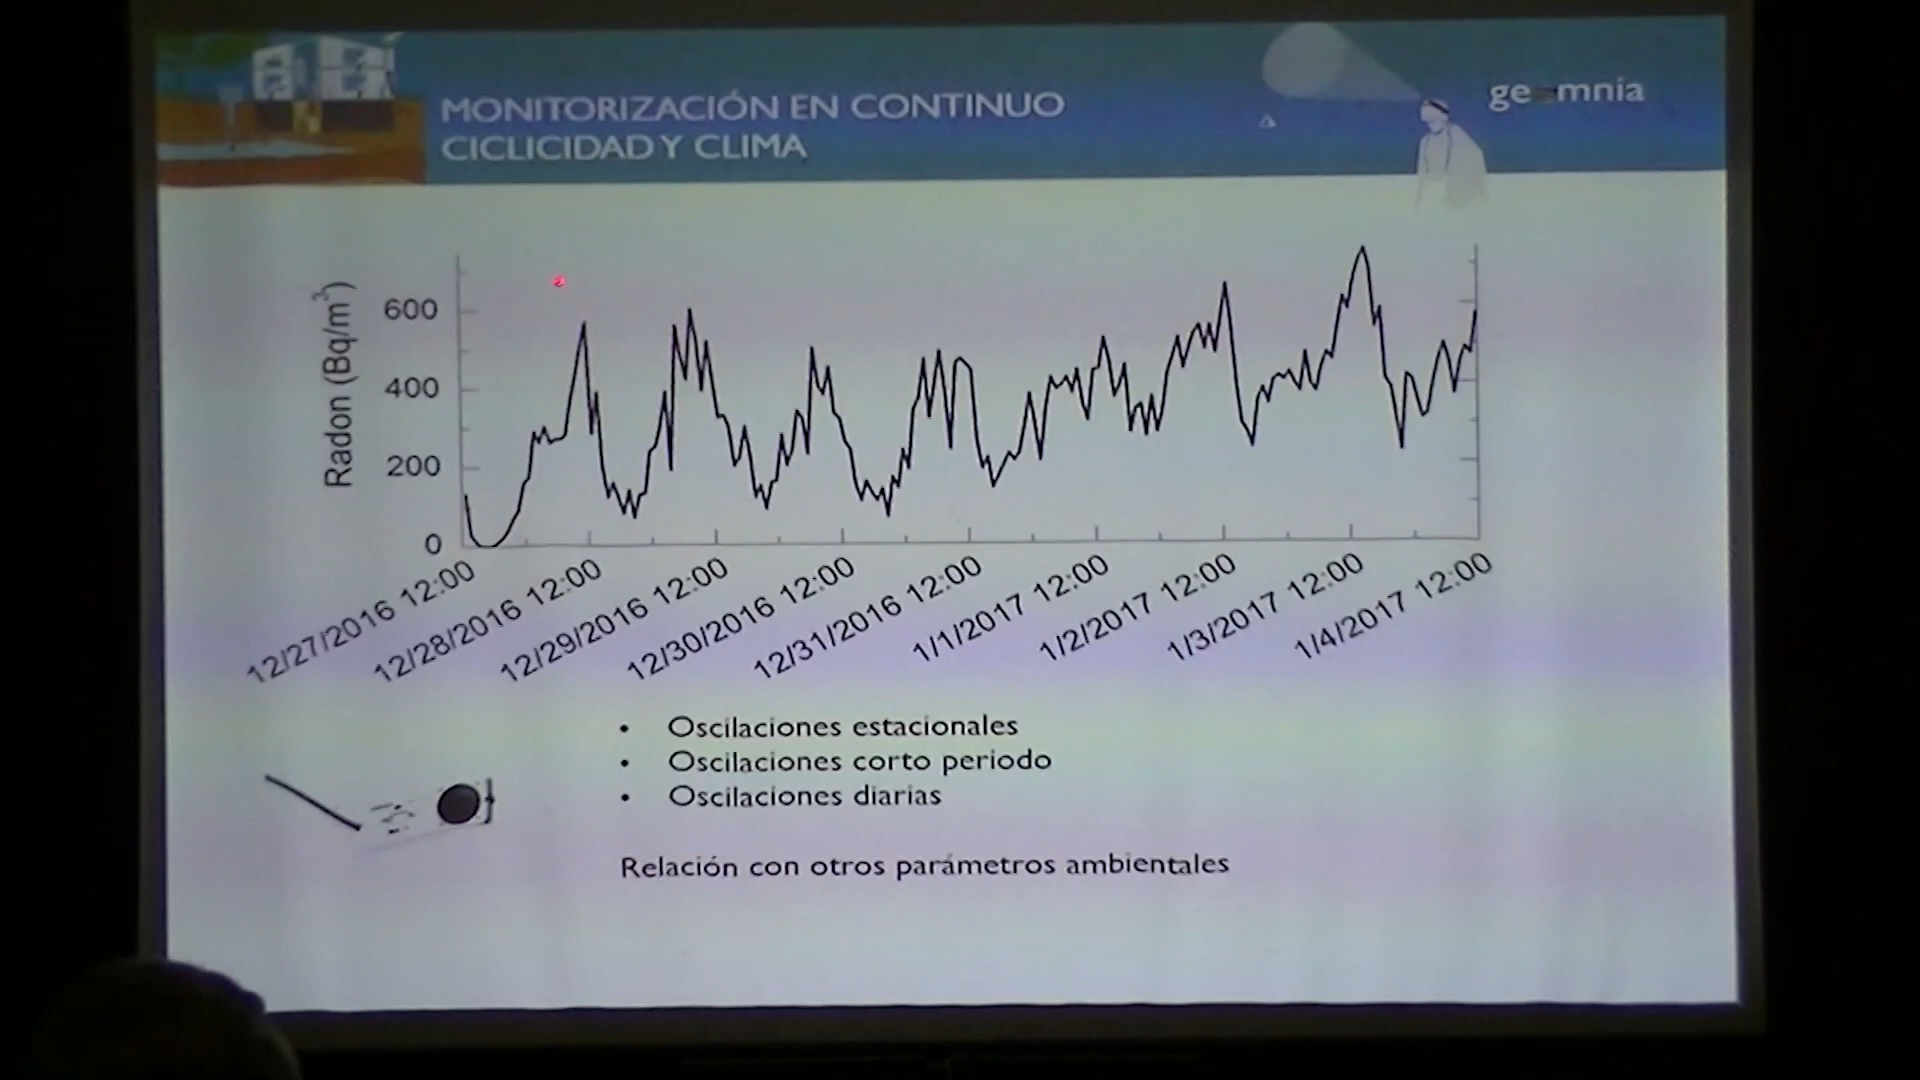 MONITORIZACIÓN EN CONTINUO
CICLICIDAD Y CLIMA
ge mnia
Radon (Bq/m³)
600
400
200
0
12/27/2016 12:00
12/28/2016 12:00
12/29/2016 12:00
12/30/2016 12:00
12/31/2016 12:00
1/1/2017 12:00
1/2/2017 12:00
1/3/2017 12:00
1/4/2017 12:00
• Oscilaciones estacionales
• Oscilaciones corto periodo
• Oscilaciones diarias
Relación con otros parámetros ambientales